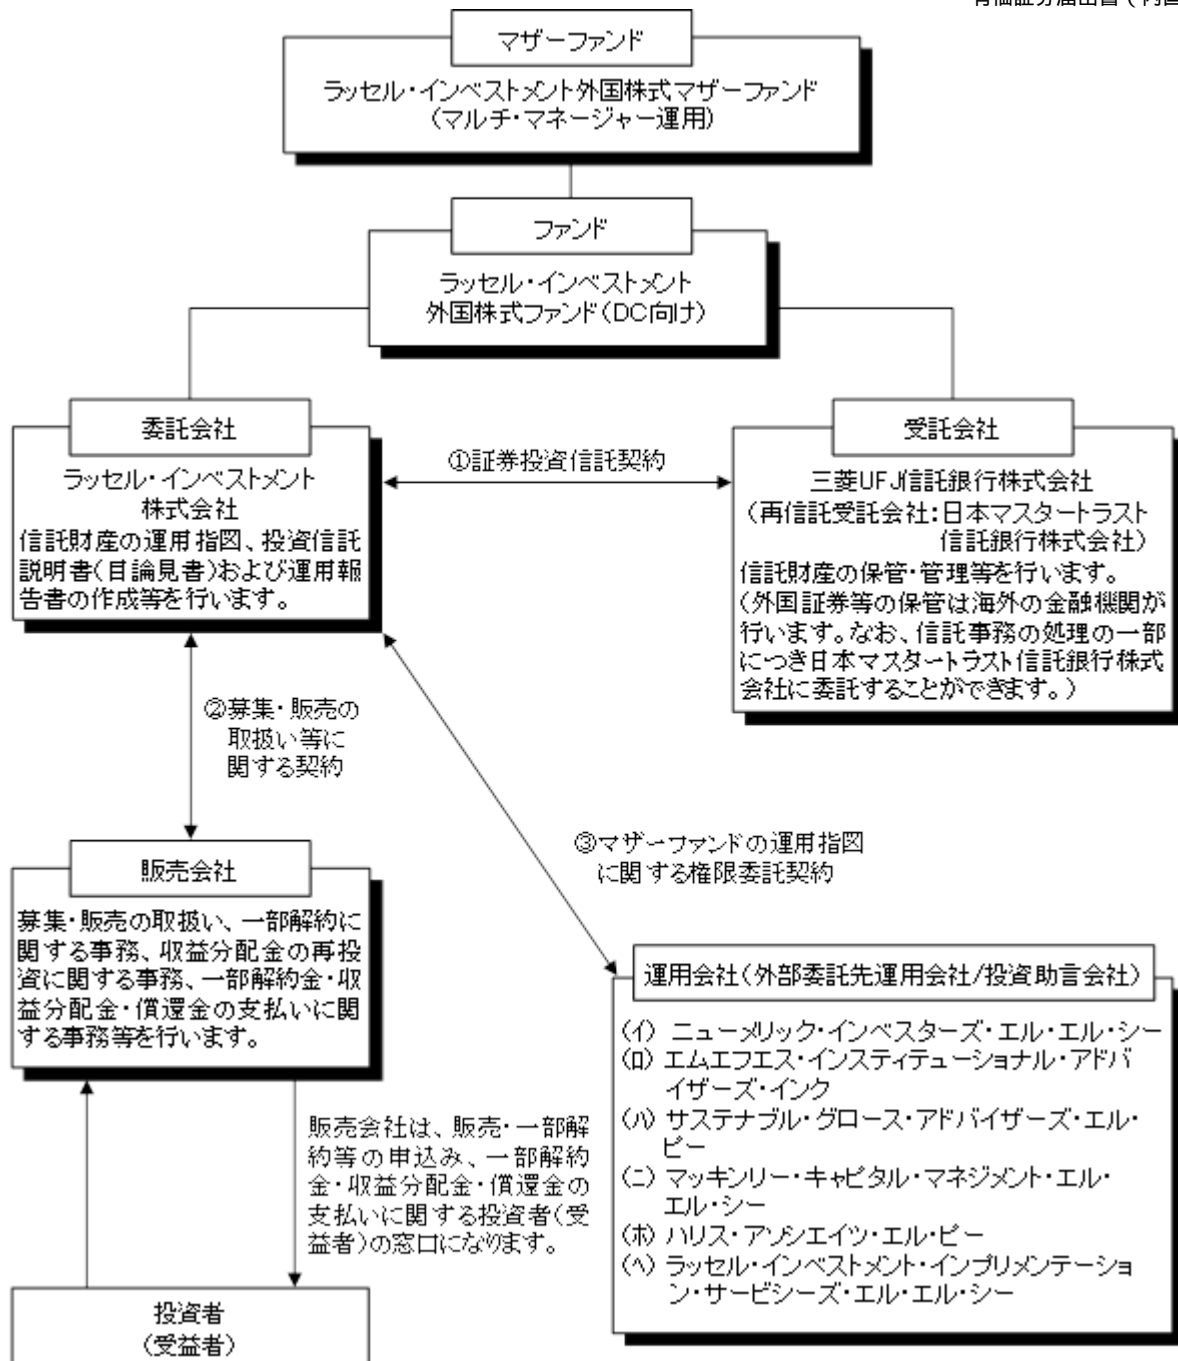 マザーファンド
ラッセル・インベストメント外国株式マザーファンド
(マルチ・マネージャー運用)
ファンド
ラッセル・インベストメント
外国株式ファンド(DC向け)
委託会社
ラッセル・インベストメント
株式会社
信託財産の運用指図、投資信託
説明書(目論見書)および運用報
告書の作成等を行います。
①証券投資信託契約
受託会社
三菱UFJ信託銀行株式会社
(再信託受託会社:日本マスタートラスト
信託銀行株式会社)
信託財産の保管・管理等を行います。
(外国証券等の保管は海外の金融機関が
行います。なお、信託事務の処理の一部
につき日本マスタートラスト信託銀行株式
会社に委託することができます。)
②募集・販売の
取扱い等に
関する契約
③マザーファンドの運用指図
に関する権限委託契約
販売会社
募集・販売の取扱い、一部解約に
関する事務、収益分配金の再投
資に関する事務、一部解約金・収
益分配金・償還金の支払いに関
する事務等を行います。
運用会社(外部委託先運用会社/投資助言会社)
(イ) ニューメリック・インベスターズ・エル・エル・シー
(ロ) エムエフエス・インスティテューショナル・アドバ
イザーズ・インク
(ハ) サステナブル・グロース・アドバイザーズ・エル・
ピー
(ニ) マッキンリー・キャピタル・マネジメント・エル・
エル・シー
(ホ) ハリス・アソシエイツ・エル・ピー
(ヘ) ラッセル・インベストメント・インプリメンテーショ
ン・サービシーズ・エル・エル・シー
販売会社は、販売・一部解
約等の申込み、一部解約
金・収益分配金・償還金の
支払いに関する投資者(受
益者)の窓口になります。
投資者
(受益者)